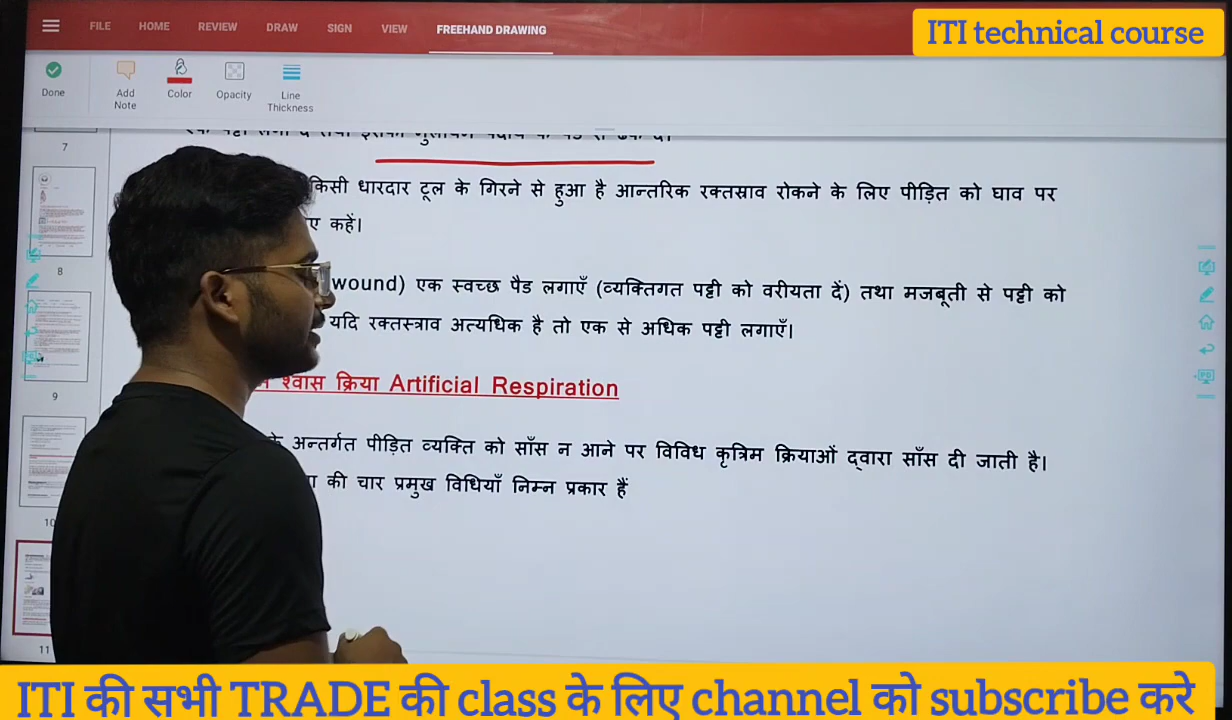 ITI technical course
FILE HOME REVIEW DRAW SIGN VIEW FREEHAND DRAWING
Done Add Note Color Opacity Line Thickness
7
किसी धारदार टूल के गिरने से हुआ है आन्तरिक रक्तस्राव रोकने के लिए पीड़ित को घाव पर
ए कहें।
8
wound) एक स्वच्छ पैड लगाएँ (व्यक्तिगत पट्टी को वरीयता दें) तथा मजबूती से पट्टी को
यदि रक्तस्त्राव अत्यधिक है तो एक से अधिक पट्टी लगाएँ।
श्वास क्रिया Artificial Respiration
9
के अन्तर्गत पीड़ित व्यक्ति को साँस न आने पर विविध कृत्रिम क्रियाओं द्वारा साँस दी जाती है।
की चार प्रमुख विधियाँ निम्न प्रकार हैं
10
11
ITI की सभी TRADE की class के लिए channel को subscribe करे